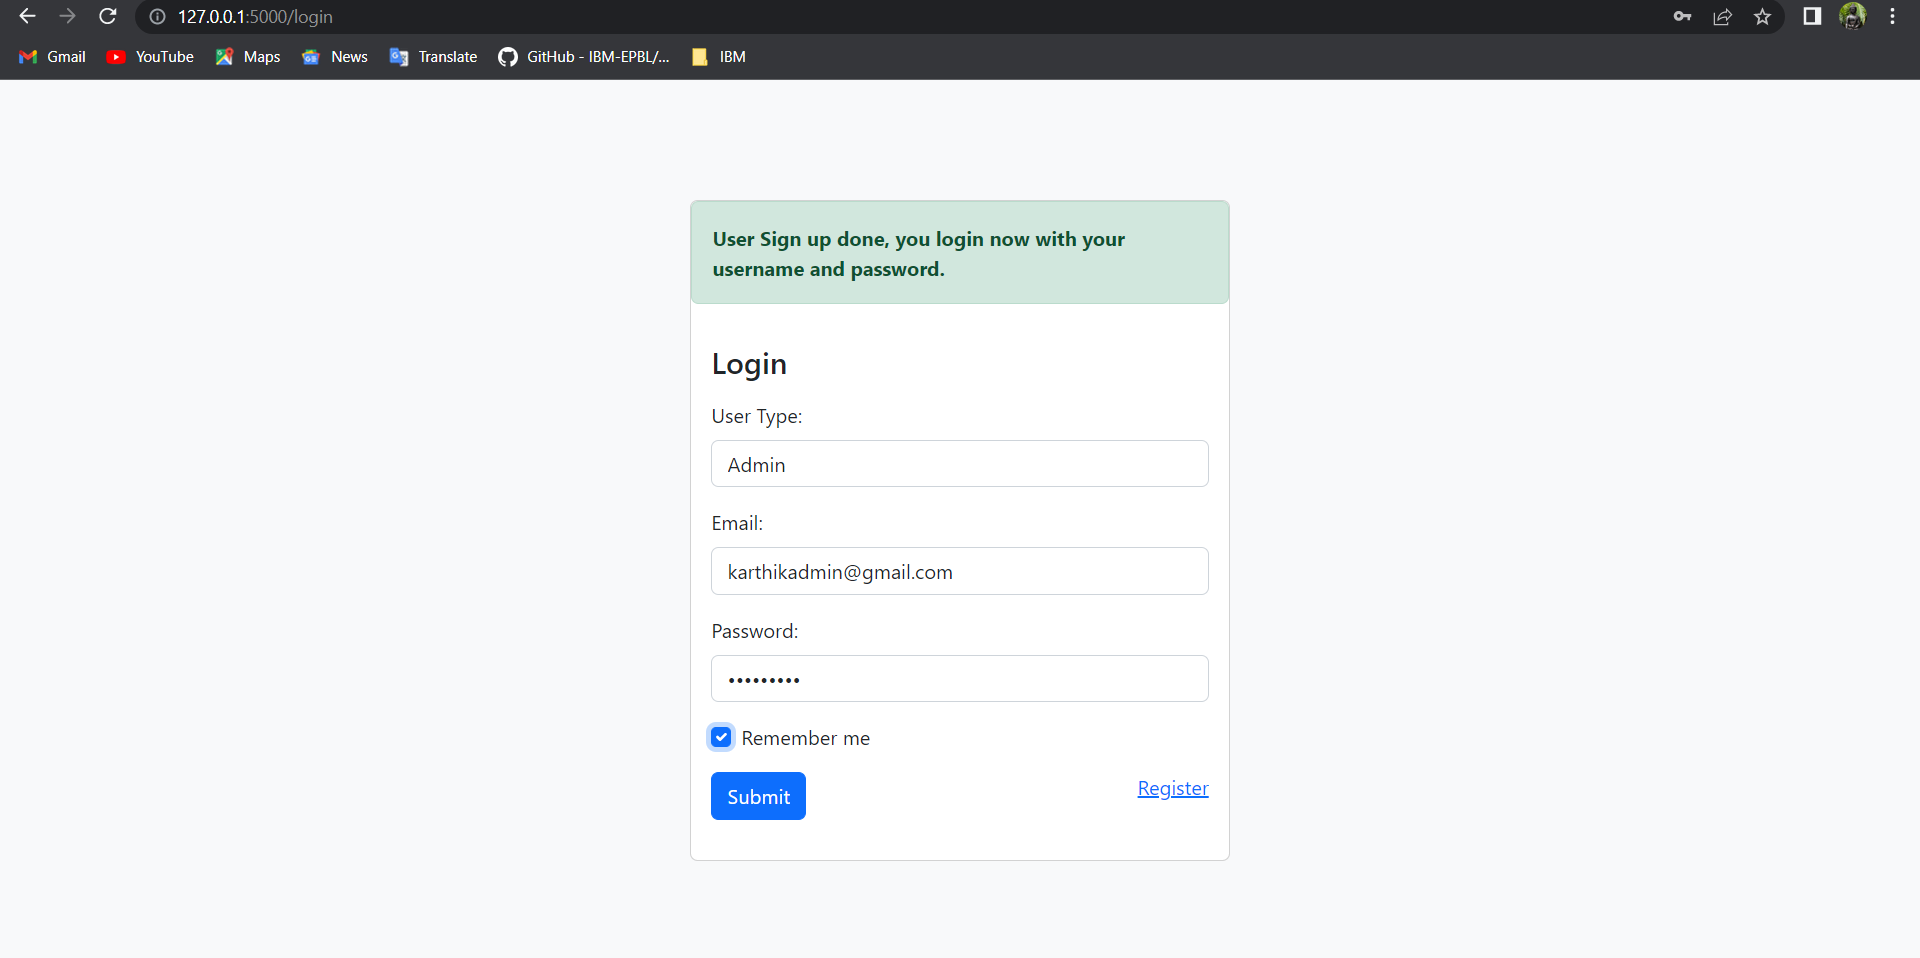 127.0.0.1:5000/login
Gmail YouTube Maps News Translate GitHub - IBM-EPBL/... IBM
User Sign up done, you login now with your
username and password.
Login
User Type:
Admin
Email:
karthikadmin@gmail.com
Password:
•••••••••
Remember me
Submit Register